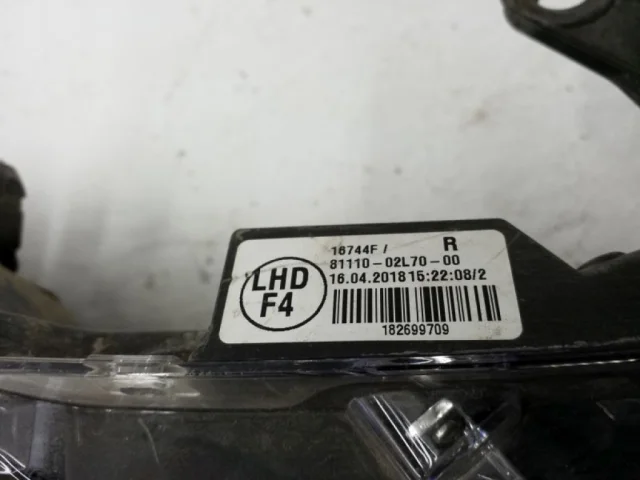 16744F / R
81110-02L70-00
16.04.2018 15:22:08/2
LHD
F4
182699709